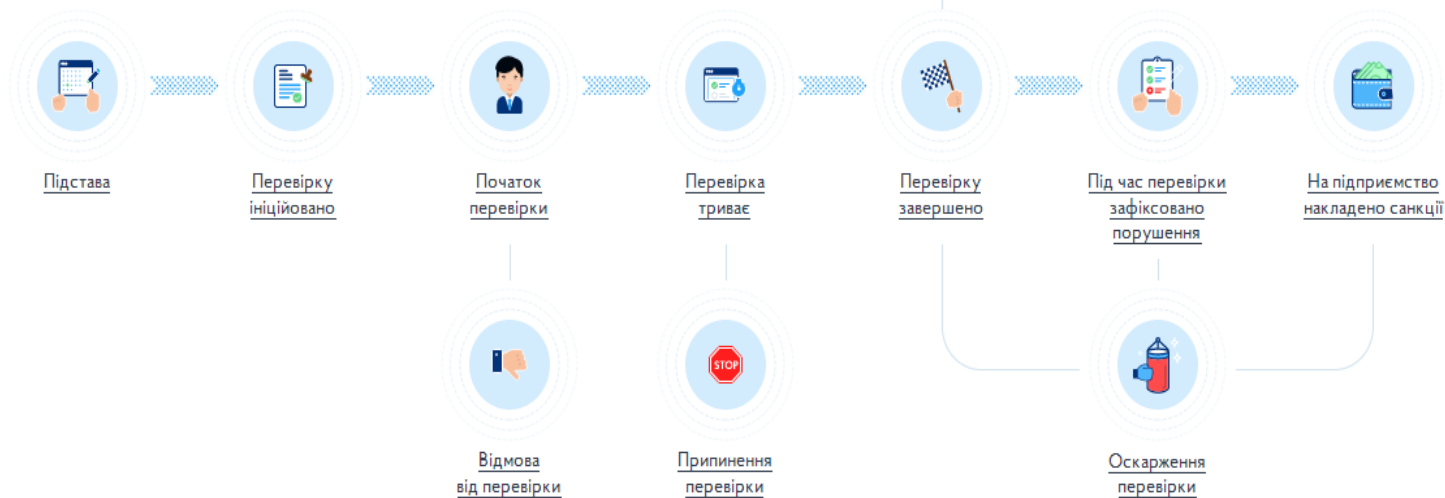 Підстава
Перевірку
ініційовано
Початок
перевірки
Перевірка
триває
Перевірку
завершено
Під час перевірки
зафіксовано
порушення
На підприємство
накладено санкції
Відмова
від перевірки
STOP
Припинення
перевірки
Оскарження
перевірки